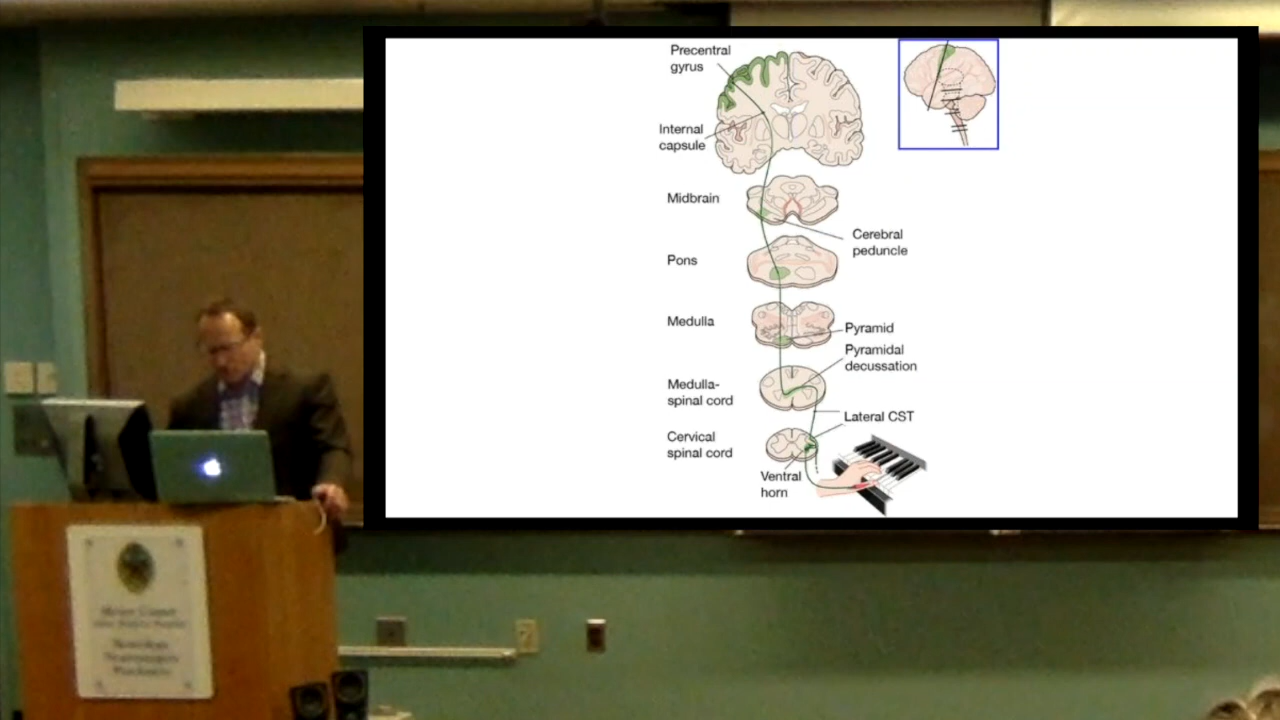 Precentral
gyrus
Internal
capsule
Midbrain
Cerebral
peduncle
Pons
Medulla
Pyramid
Pyramidal
decussation
Medulla-
spinal cord
Lateral CST
Cervical
spinal cord
Ventral
horn